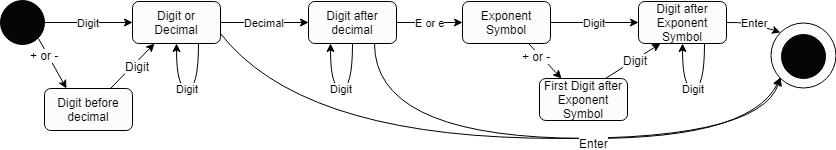 Digit
Digit or
Decimal
Decimal
Digit after
decimal
E or e
Exponent
Symbol
Digit
Digit after
Exponent
Symbol
Enter
+ or -
Digit
Digit
Digit
+ or -
Digit
Digit
Digit before
decimal
First Digit after
Exponent
Symbol
Enter